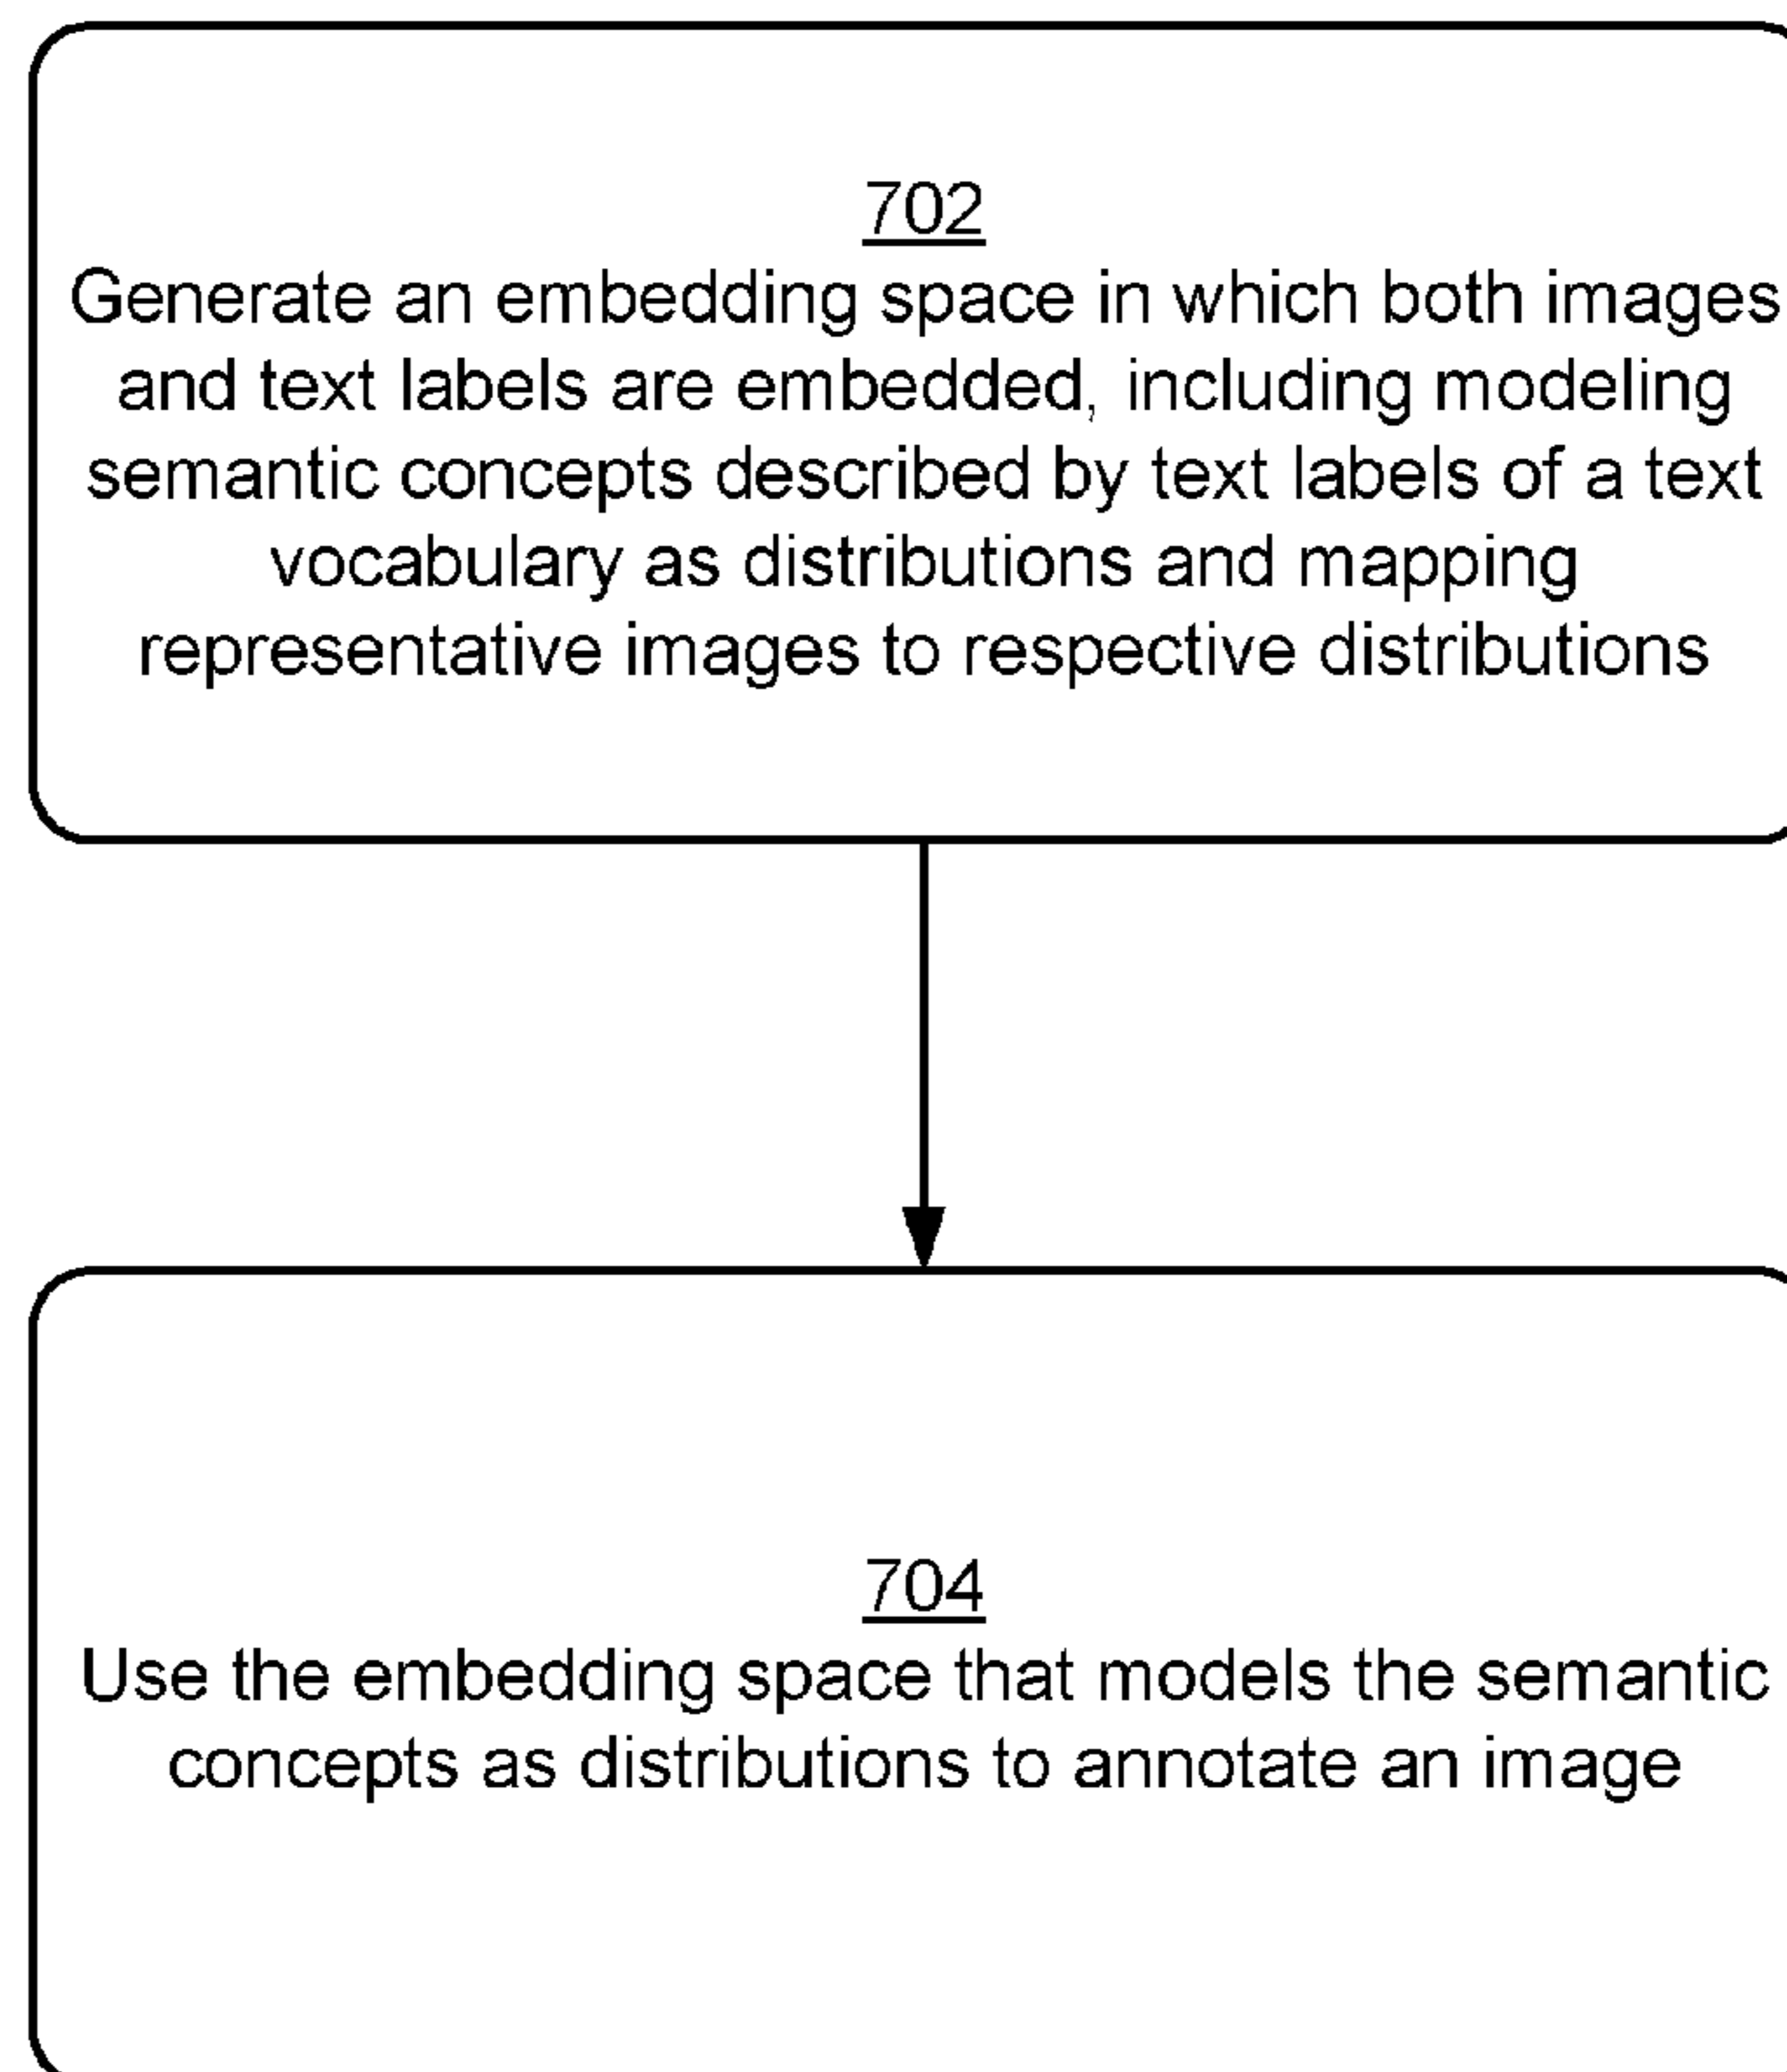 702
Generate an embedding space in which both images
and text labels are embedded, including modeling
semantic concepts described by text labels of a text
vocabulary as distributions and mapping
representative images to respective distributions
704
Use the embedding space that models the semantic
concepts as distributions to annotate an image